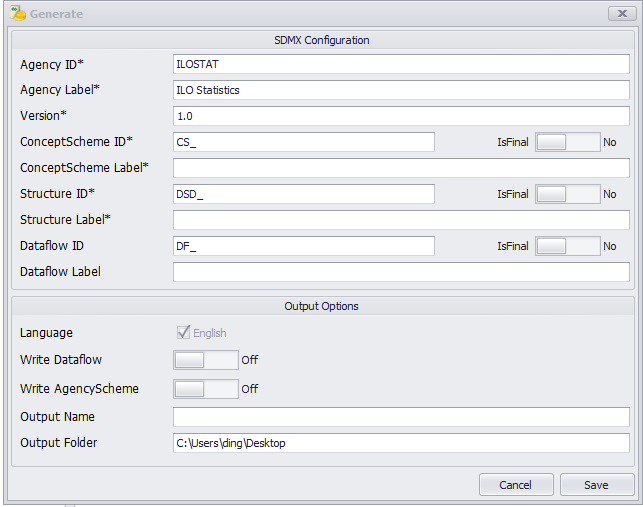 Generate
SDMX Configuration
Agency ID* ILOSTAT
Agency Label* ILO Statistics
Version* 1.0
ConceptScheme ID* CS_ IsFinal No
ConceptScheme Label*
Structure ID* DSD_ IsFinal No
Structure Label*
Dataflow ID DF_ IsFinal No
Dataflow Label
Output Options
Language English
Write Dataflow Off
Write AgencyScheme Off
Output Name
Output Folder C:\Users\ding\Desktop
Cancel Save